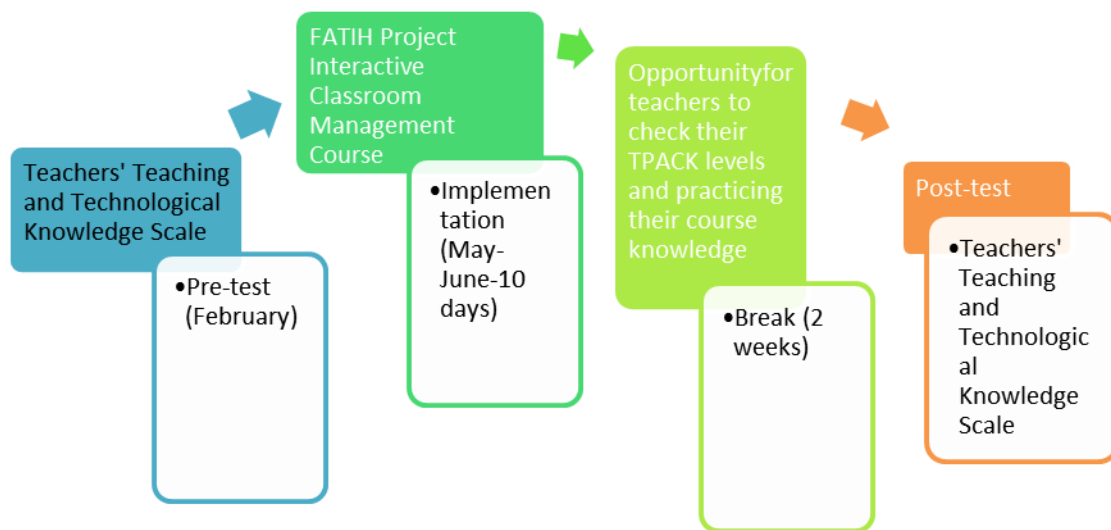 Teachers' Teaching
and Technological
Knowledge Scale
•Pre-test
(February)
FATIH Project
Interactive
Classroom
Management
Course
•Implemen
tation
(May-
June-10
days)
Opportunityfor
teachers to
check their
TPACK levels
and practicing
their course
knowledge
•Break (2
weeks)
Post-test
•Teachers'
Teaching
and
Technologic
al
Knowledge
Scale